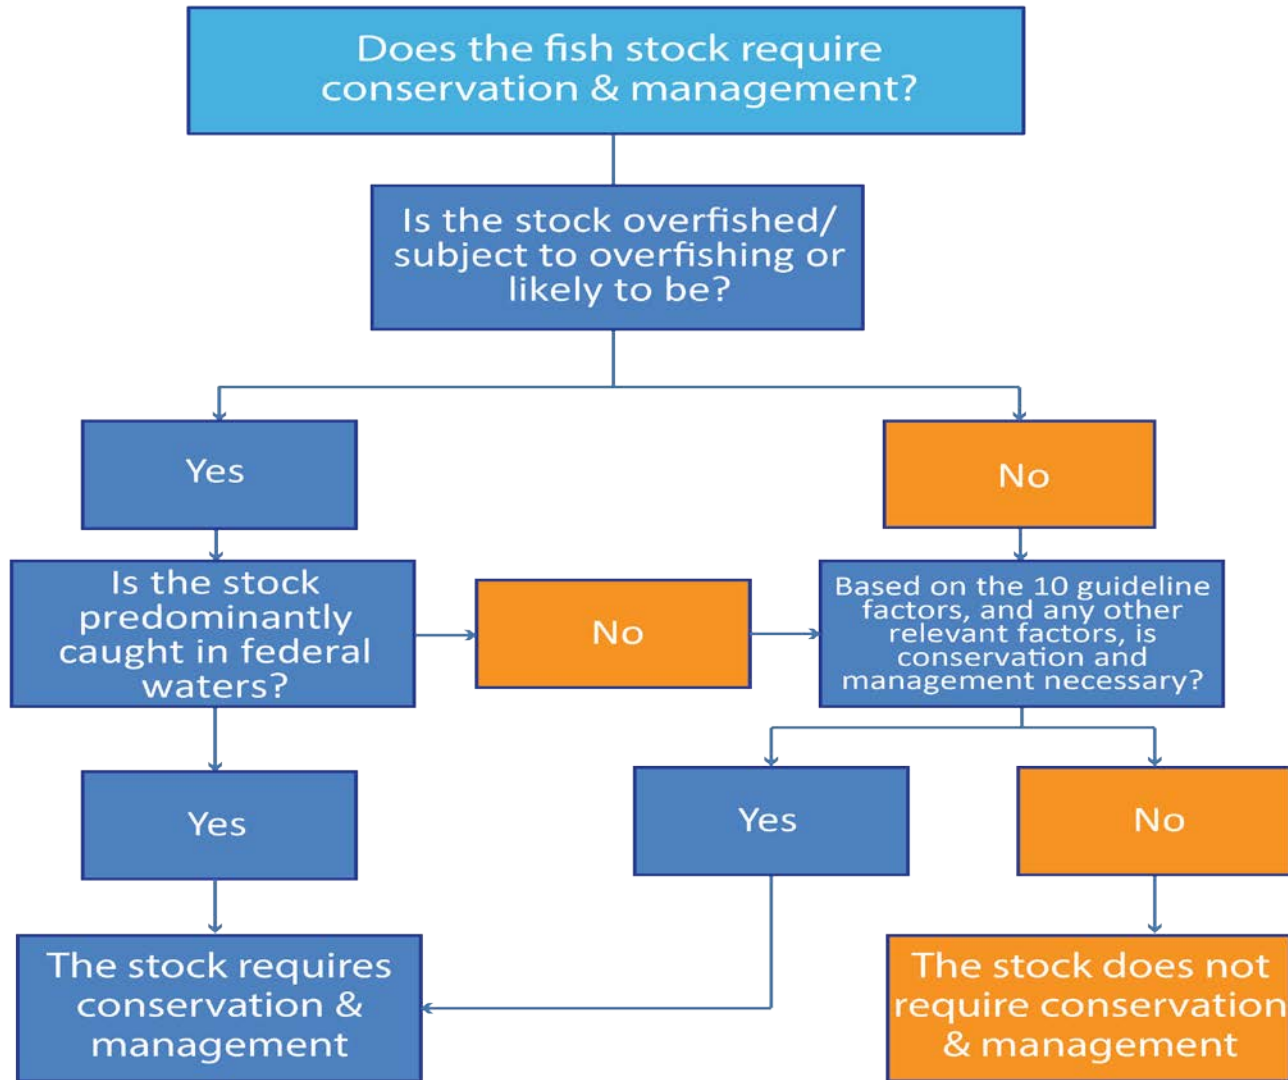 Does the fish stock require
conservation & management?
Is the stock overfished/
subject to overfishing or
likely to be?
Yes
No
Is the stock
predominantly
caught in federal
waters?
No
Based on the 10 guideline
factors, and any other
relevant factors, is
conservation and
management necessary?
Yes
Yes
No
The stock requires
conservation &
management
The stock does not
require conservation
& management